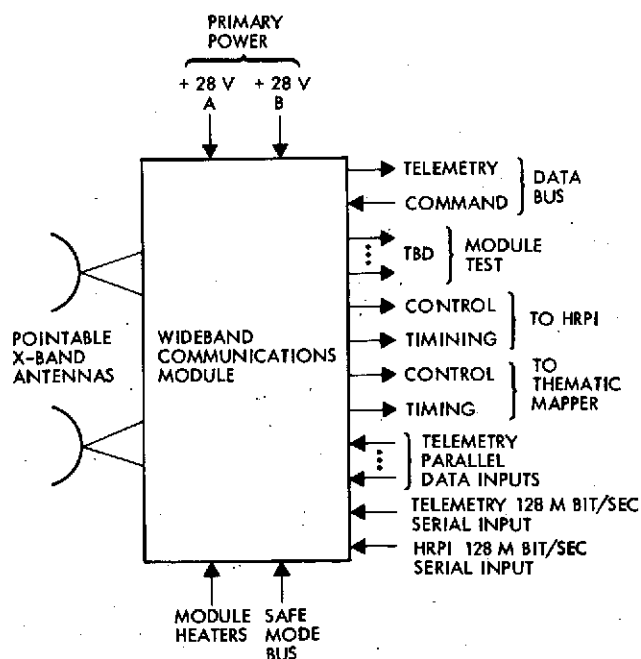 PRIMARY
POWER
+ 28 V + 28 V
A B
POINTABLE
X-BAND
ANTENNAS
WIDEBAND
COMMUNICATIONS
MODULE
TELEMETRY
COMMAND
DATA
BUS
TBD
MODULE
TEST
CONTROL
TIMINING
TO HRPI
CONTROL
TIMING
TO
THEMATIC
MAPPER
TELEMETRY
PARALLEL
DATA INPUTS
TELEMETRY 128 M BIT/SEC
SERIAL INPUT
HRPI 128 M BIT/SEC
SERIAL INPUT
MODULE
HEATERS
SAFE
MODE
BUS